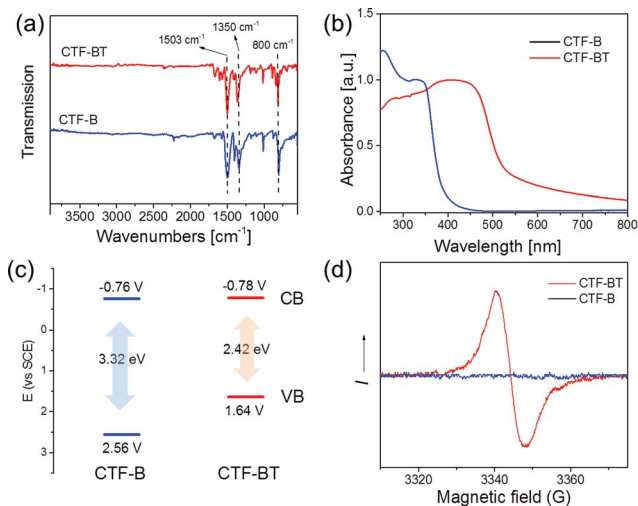 (a)
1350 cm⁻¹
1503 cm⁻¹
800 cm⁻¹
CTF-BT
CTF-B
Transmission
3500 3000 2500 2000 1500 1000
Wavenumbers [cm⁻¹]
(b)
1.5
1.0
0.5
0.0
Absorbance [a.u.]
CTF-B
CTF-BT
300 400 500 600 700 800
Wavelength [nm]
(c)
-1
0
1
2
3
E (vs SCE)
-0.76 V
-0.78 V
CB
3.32 eV
2.42 eV
VB
1.64 V
2.56 V
CTF-B
CTF-BT
(d)
CTF-BT
CTF-B
I
3320 3340 3360
Magnetic field (G)